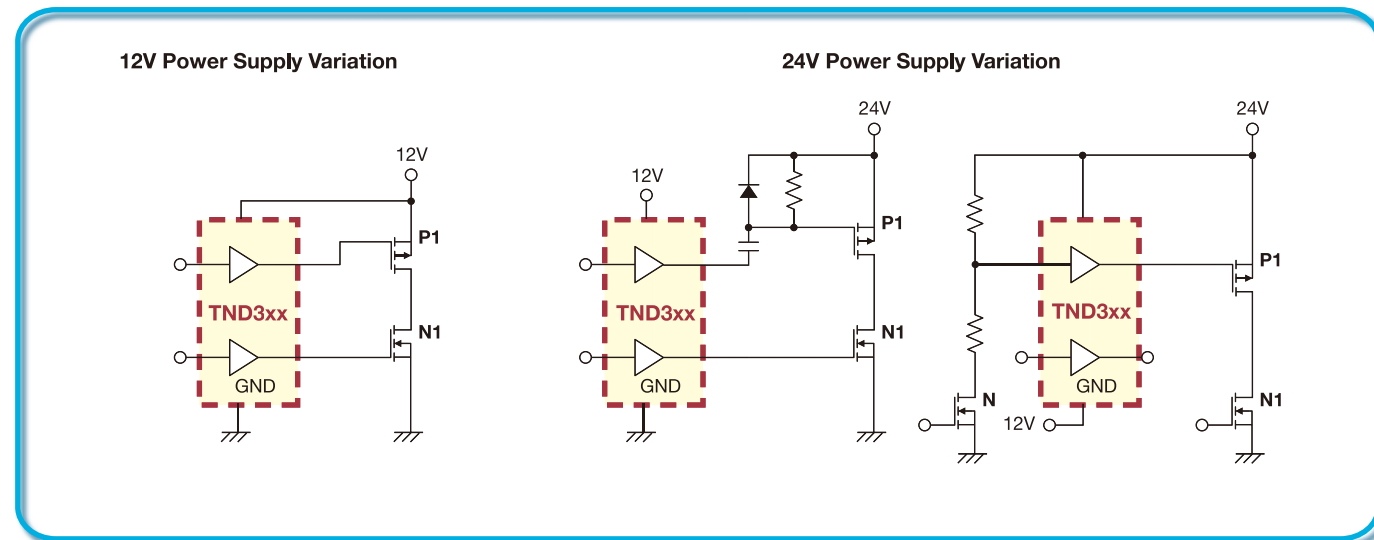 12V Power Supply Variation
12V
P1
TND3xx
N1
GND
24V Power Supply Variation
24V
12V
P1
TND3xx
N1
GND
24V
P1
TND3xx
GND
N
N1
12V